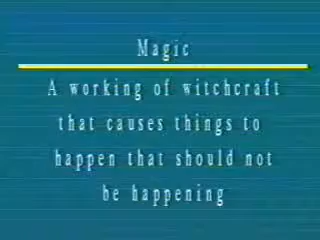 Magic
A working of witchcraft
that causes things to
happen that should not
be happening